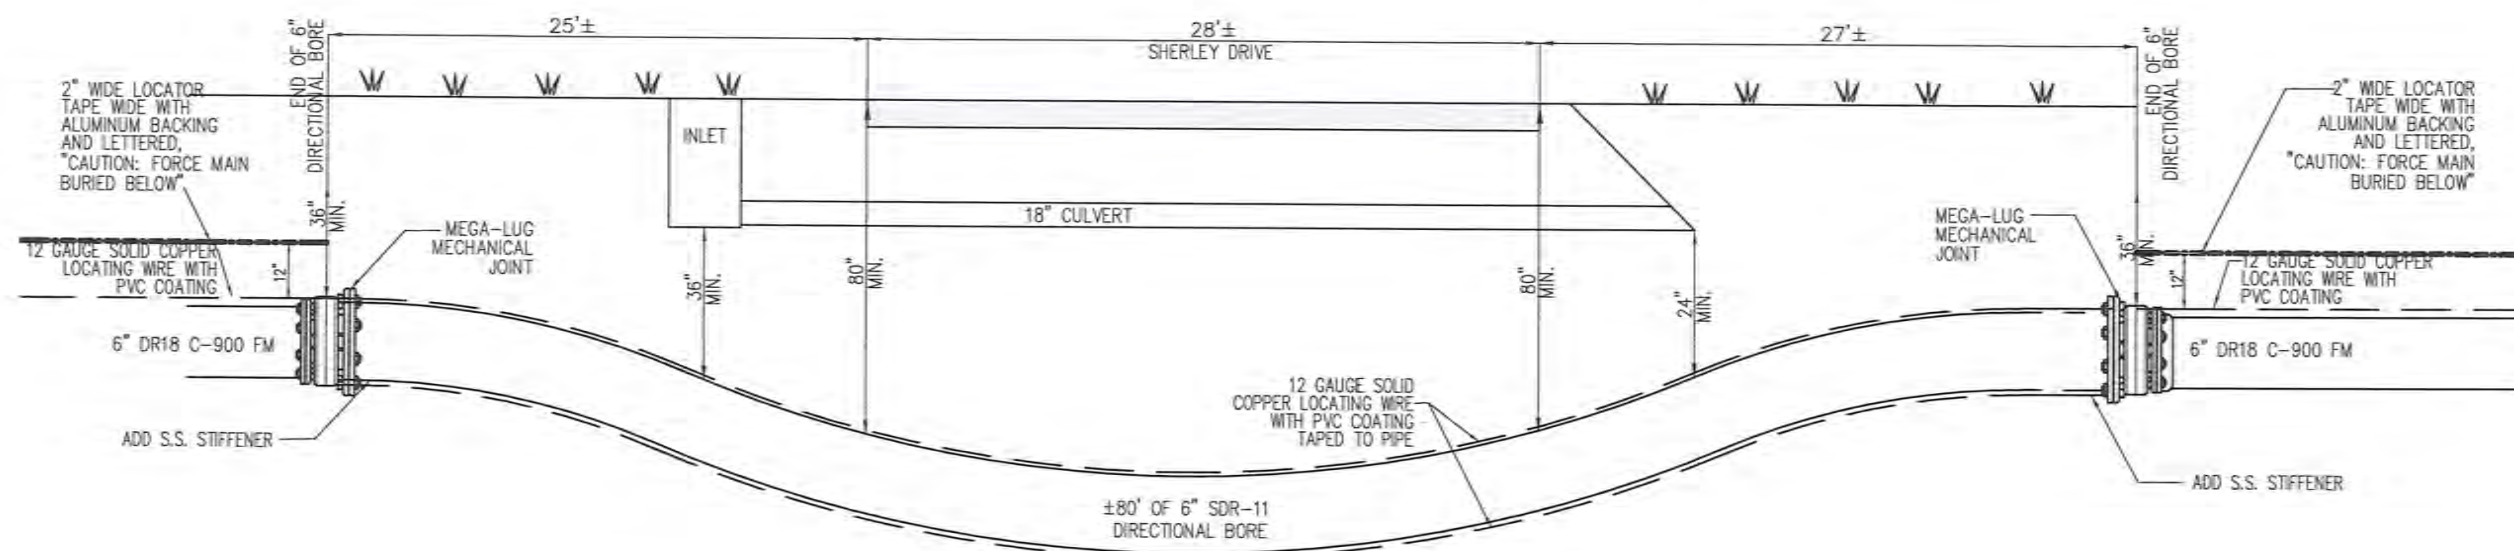 25'±
28'±
SHERLEY DRIVE
27'±
END OF 6"
DIRECTIONAL BORE
END OF 6"
DIRECTIONAL BORE
2" WIDE LOCATOR
TAPE WIDE WITH
ALUMINUM BACKING
AND LETTERED,
"CAUTION: FORCE MAIN
BURIED BELOW"
2" WIDE LOCATOR
TAPE WIDE WITH
ALUMINUM BACKING
AND LETTERED,
"CAUTION: FORCE MAIN
BURIED BELOW"
INLET
18" CULVERT
36"
MIN.
MEGA-LUG
MECHANICAL
JOINT
MEGA-LUG
MECHANICAL
JOINT
36"
MIN.
12 GAUGE SOLID COPPER
LOCATING WIRE WITH
PVC COATING
12"
36"
MIN.
80"
MIN.
80"
MIN.
24"
MIN.
12"
12 GAUGE SOLID COPPER
LOCATING WIRE WITH
PVC COATING
6" DR18 C-900 FM
6" DR18 C-900 FM
12 GAUGE SOLID
COPPER LOCATING WIRE
WITH PVC COATING
TAPED TO PIPE
ADD S.S. STIFFENER
ADD S.S. STIFFENER
±80' OF 6" SDR-11
DIRECTIONAL BORE